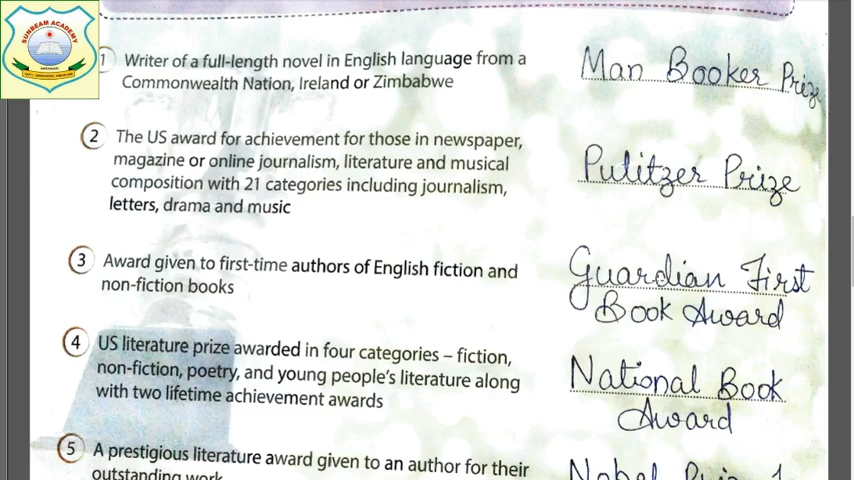 SUNBEAM ACADEMY
1 Writer of a full-length novel in English language from a
Commonwealth Nation, Ireland or Zimbabwe
Man Booker Prize
2 The US award for achievement for those in newspaper,
magazine or online journalism, literature and musical
composition with 21 categories including journalism,
letters, drama and music
Pulitzer Prize
3 Award given to first-time authors of English fiction and
non-fiction books
Guardian First
Book Award
4 US literature prize awarded in four categories – fiction,
non-fiction, poetry, and young people's literature along
with two lifetime achievement awards
National Book
Award
5 A prestigious literature award given to an author for their
outstanding work
Nobel